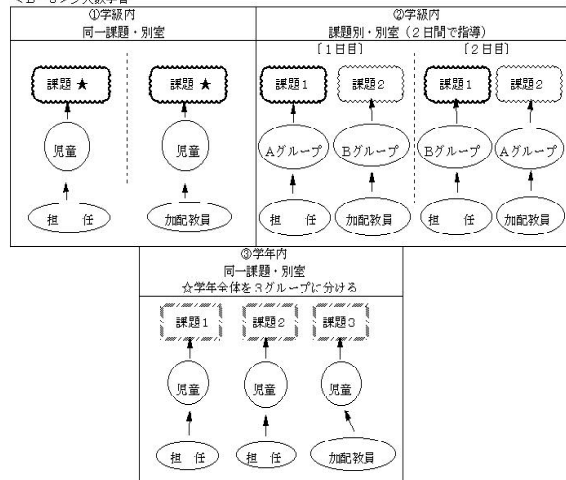 ①学級内
同一課題・別室
課題 ★
課題 ★
児童
児童
担 任
加配教員
②学級内
課題別・別室（2日間で指導）
〔1日目〕
〔2日目〕
課題1
課題2
課題1
課題2
Aグループ
Bグループ
Bグループ
Aグループ
担 任
加配教員
担 任
加配教員
③学年内
同一課題・別室
☆学年全体を3グループに分ける
課題1
課題2
課題3
児童
児童
児童
担 任
担 任
加配教員